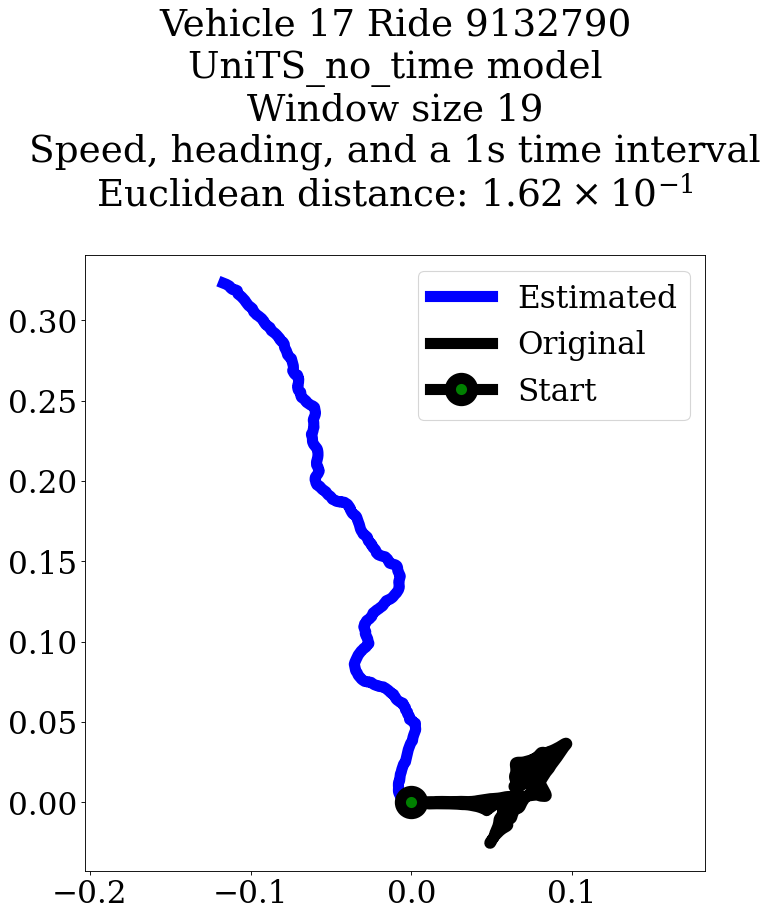 Vehicle 17 Ride 9132790
UniTS_no_time model
Window size 19
Speed, heading, and a 1s time interval
Euclidean distance: 1.62 × 10⁻¹
Estimated
Original
Start
0.30
0.25
0.20
0.15
0.10
0.05
0.00
−0.2
−0.1
0.0
0.1